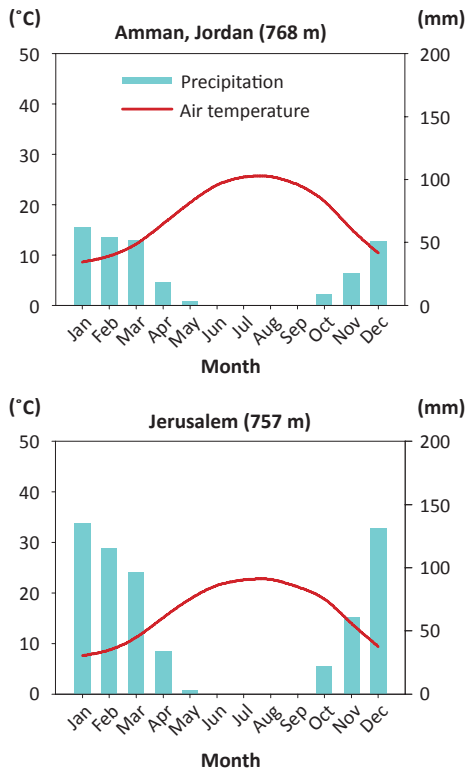 (˚C) Amman, Jordan (768 m) (mm)
Precipitation
Air temperature
50 200
40 150
30
20 100
10 50
0 0
Jan Feb Mar Apr May Jun Jul Aug Sep Oct Nov Dec
Month
(˚C) Jerusalem (757 m) (mm)
50 200
40 150
30
20 100
10 50
0 0
Jan Feb Mar Apr May Jun Jul Aug Sep Oct Nov Dec
Month